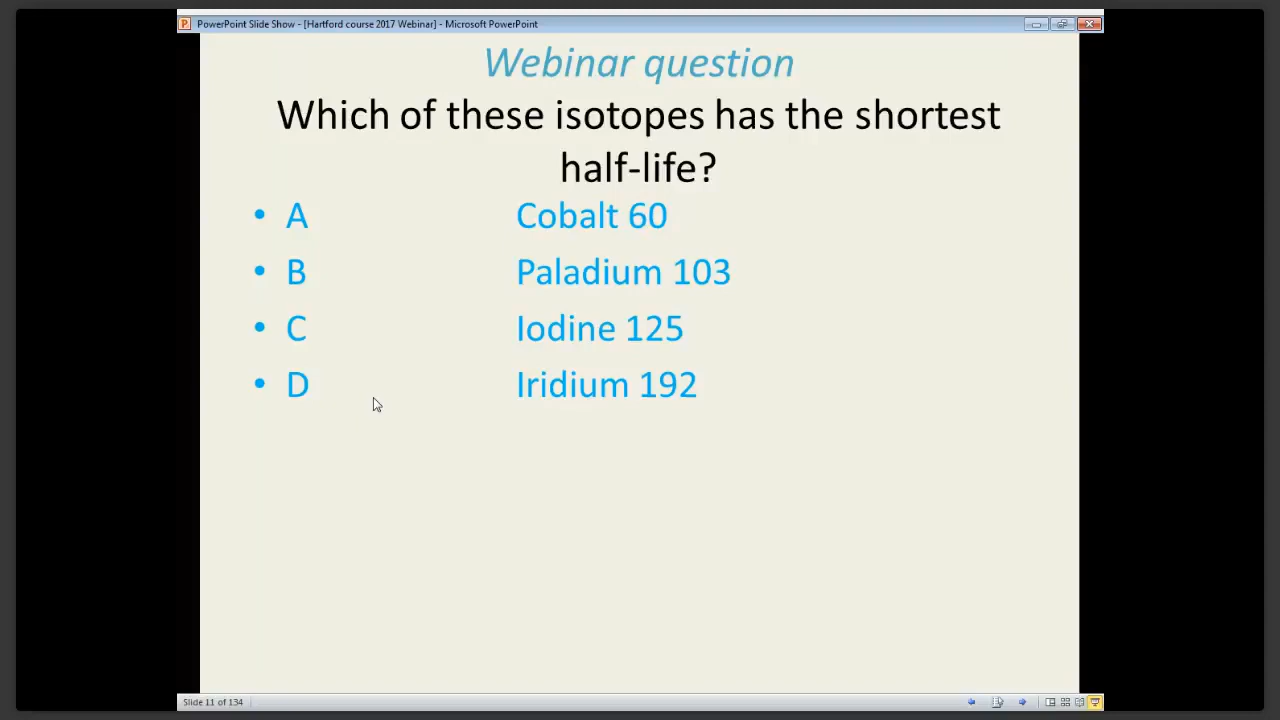 PowerPoint Slide Show - [Hartford course 2017 Webinar] - Microsoft PowerPoint
Webinar question
Which of these isotopes has the shortest
half-life?
• A Cobalt 60
• B Paladium 103
• C Iodine 125
• D Iridium 192
Slide 11 of 134